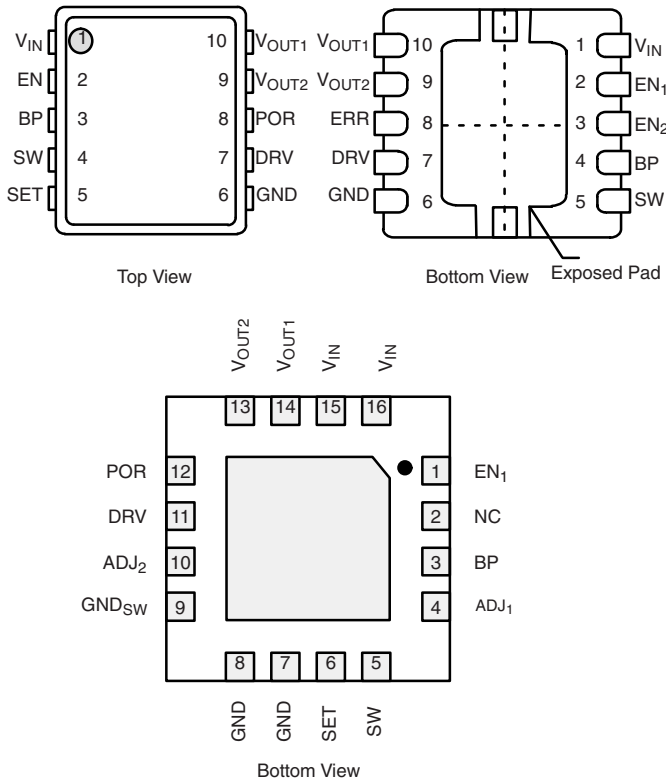 VIN 1 10 VOUT1
EN 2 9 VOUT2
BP 3 8 POR
SW 4 7 DRV
SET 5 6 GND
Top View
VOUT1 10 1 VIN
VOUT2 9 2 EN1
ERR 8 3 EN2
DRV 7 4 BP
GND 6 5 SW
Bottom View Exposed Pad
VOUT2 VOUT1 VIN VIN
13 14 15 16
POR 12 1 EN1
DRV 11 2 NC
ADJ2 10 3 BP
GNDSW 9 4 ADJ1
8 7 6 5
GND GND SET SW
Bottom View